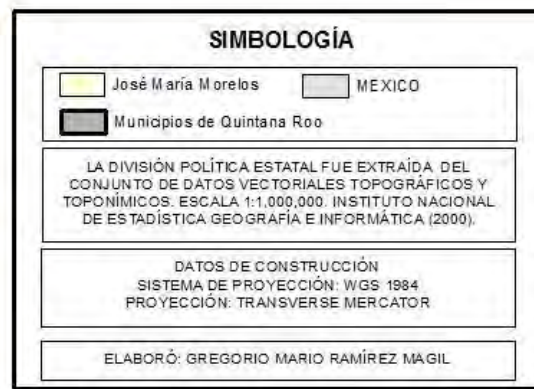 SIMBOLOGÍA
José María Morelos MEXICO
Municipios de Quintana Roo
LA DIVISIÓN POLÍTICA ESTATAL FUE EXTRAÍDA DEL
CONJUNTO DE DATOS VECTORIALES TOPOGRÁFICOS Y
TOPONÍMICOS. ESCALA 1:1,000,000. INSTITUTO NACIONAL
DE ESTADÍSTICA GEOGRAFÍA E INFORMÁTICA (2000).
DATOS DE CONSTRUCCIÓN
SISTEMA DE PROYECCIÓN: WGS 1984
PROYECCIÓN: TRANSVERSE MERCATOR
ELABORÓ: GREGORIO MARIO RAMÍREZ MAGIL